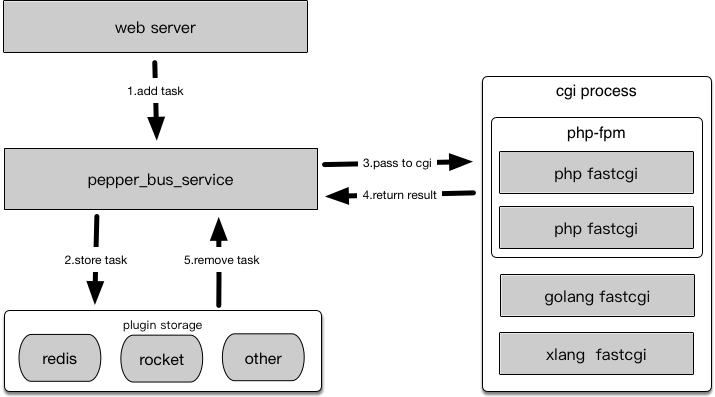 web server
1.add task
pepper_bus_service
3.pass to cgi
4.return result
2.store task
5.remove task
plugin storage
redis
rocket
other
cgi process
php-fpm
php fastcgi
php fastcgi
golang fastcgi
xlang fastcgi